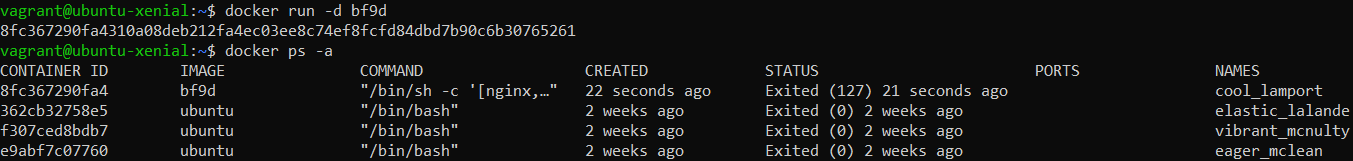 vagrant@ubuntu-xenial:~$ docker run -d bf9d
8fc367290fa4310a08deb212fa4ec03ee8c74ef8fcfd84dbd7b90c6b30765261
vagrant@ubuntu-xenial:~$ docker ps -a
CONTAINER ID IMAGE COMMAND CREATED STATUS PORTS NAMES
8fc367290fa4 bf9d "/bin/sh -c '[nginx,…" 22 seconds ago Exited (127) 21 seconds ago cool_lamport
362cb32758e5 ubuntu "/bin/bash" 2 weeks ago Exited (0) 2 weeks ago elastic_lalande
f307ced8bdb7 ubuntu "/bin/bash" 2 weeks ago Exited (0) 2 weeks ago vibrant_mcnulty
e9abf7c07760 ubuntu "/bin/bash" 2 weeks ago Exited (0) 2 weeks ago eager_mclean